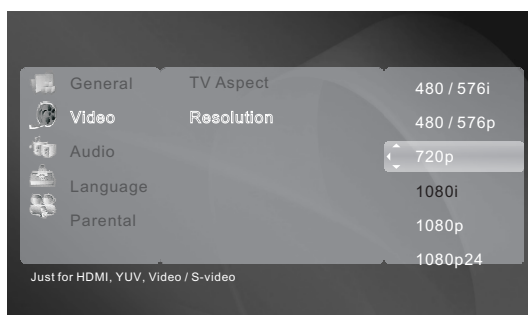 General
Video
Audio
Language
Parental
TV Aspect
Resolution
480 / 576i
480 / 576p
720p
1080i
1080p
1080p24
Just for HDMI, YUV, Video / S-video